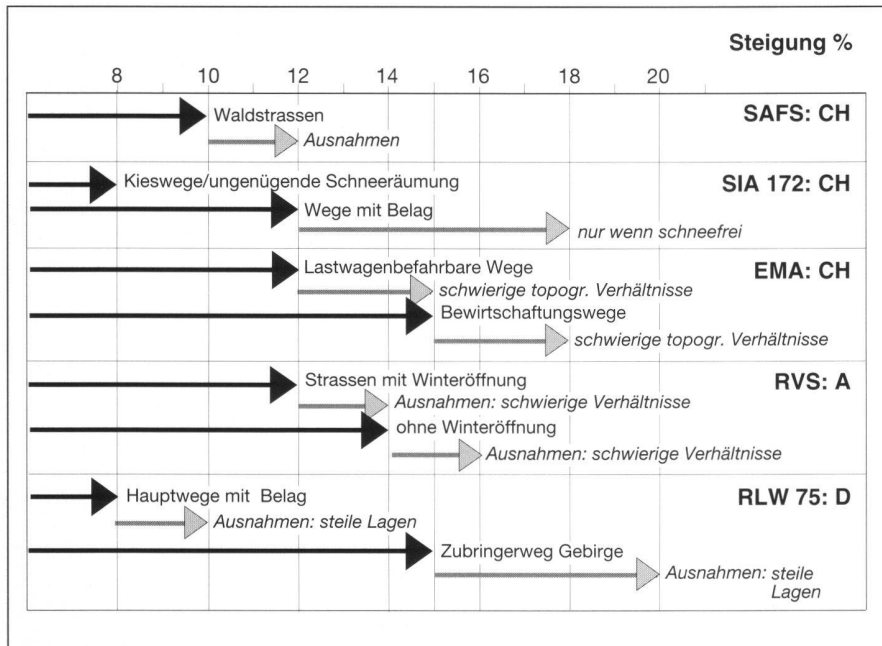 Steigung %
8 10 12 14 16 18 20
Waldstrassen
SAFS: CH
Ausnahmen
Kieswege/ungenügende Schneeräumung
SIA 172: CH
Wege mit Belag
nur wenn schneefrei
Lastwagenbefahrbare Wege
EMA: CH
schwierige topogr. Verhältnisse
Bewirtschaftungswege
schwierige topogr. Verhältnisse
Strassen mit Winteröffnung
RVS: A
Ausnahmen: schwierige Verhältnisse
ohne Winteröffnung
Ausnahmen: schwierige Verhältnisse
Hauptwege mit Belag
RLW 75: D
Ausnahmen: steile Lagen
Zubringerweg Gebirge
Ausnahmen: steile
Lagen